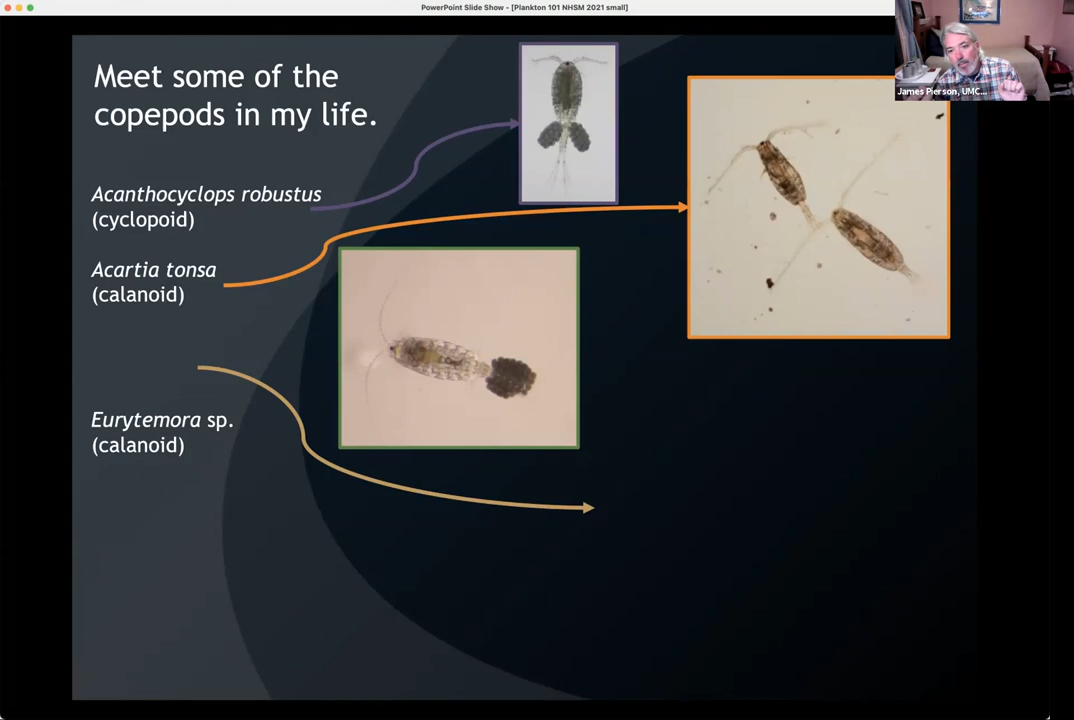 PowerPoint Slide Show - [Plankton 101 NHSM 2021 small]
James Pierson, UMC...
Meet some of the
copepods in my life.
Acanthocyclops robustus
(cyclopoid)
Acartia tonsa
(calanoid)
Eurytemora sp.
(calanoid)